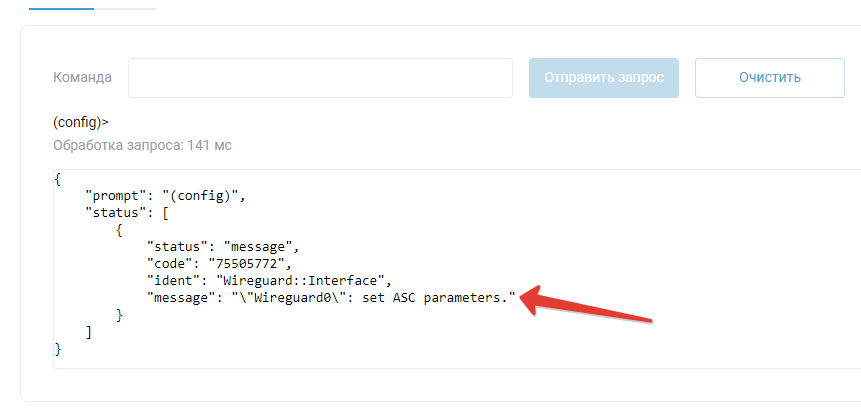 Команда
Отправить запрос
Очистить
(config)>
Обработка запроса: 141 мс
{
    "prompt": "(config)",
    "status": [
        {
            "status": "message",
            "code": "75505772",
            "ident": "Wireguard::Interface",
            "message": "\"Wireguard0\": set ASC parameters."
        }
    ]
}